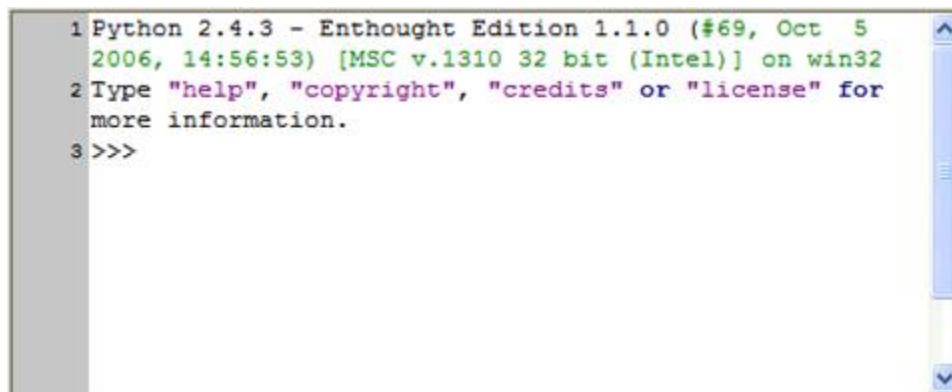 1 Python 2.4.3 - Enthought Edition 1.1.0 (#69, Oct  5
2006, 14:56:53) [MSC v.1310 32 bit (Intel)] on win32
2 Type "help", "copyright", "credits" or "license" for
more information.
3 >>>